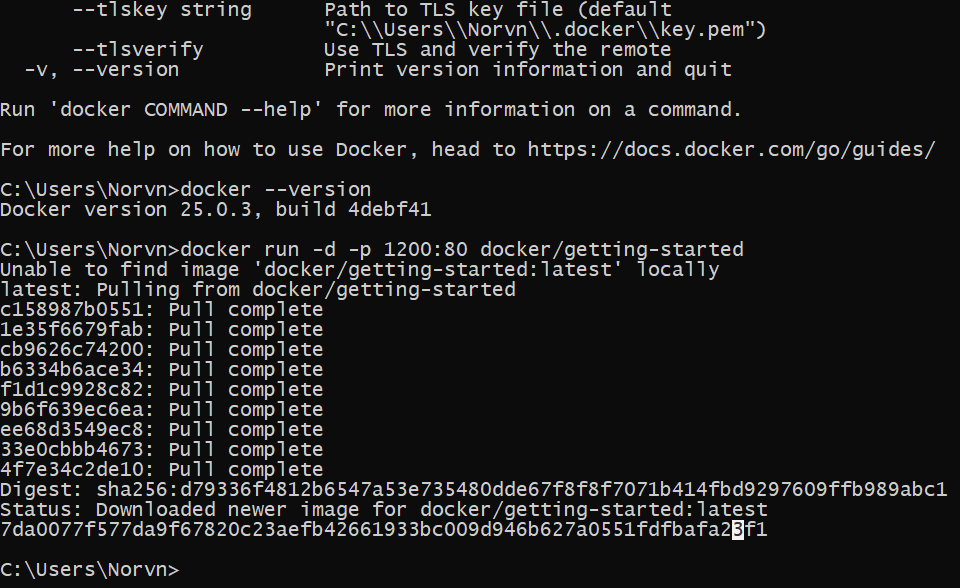 --tlskey string      Path to TLS key file (default
"C:\\Users\\Norvn\\.docker\\key.pem")
--tlsverify          Use TLS and verify the remote
-v, --version            Print version information and quit
Run 'docker COMMAND --help' for more information on a command.
For more help on how to use Docker, head to https://docs.docker.com/go/guides/
C:\Users\Norvn>docker --version
Docker version 25.0.3, build 4debf41
C:\Users\Norvn>docker run -d -p 1200:80 docker/getting-started
Unable to find image 'docker/getting-started:latest' locally
latest: Pulling from docker/getting-started
c158987b0551: Pull complete
1e35f6679fab: Pull complete
cb9626c74200: Pull complete
b6334b6ace34: Pull complete
f1d1c9928c82: Pull complete
9b6f639ec6ea: Pull complete
ee68d3549ec8: Pull complete
33e0cbbb4673: Pull complete
4f7e34c2de10: Pull complete
Digest: sha256:d79336f4812b6547a53e735480dde67f8f8f7071b414fbd9297609ffb989abc1
Status: Downloaded newer image for docker/getting-started:latest
7da0077f577da9f67820c23aefb42661933bc009d946b627a0551fdfbafa23f1
C:\Users\Norvn>